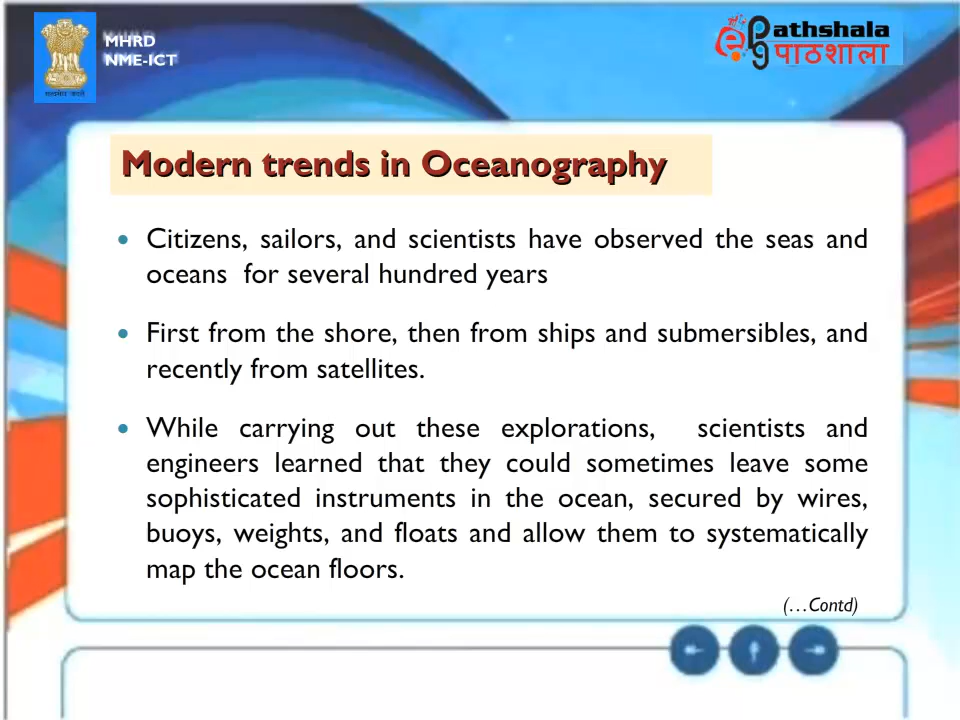 MHRD
NME-ICT
ePathshala
पाठशाला
Modern trends in Oceanography
• Citizens, sailors, and scientists have observed the seas and
oceans for several hundred years
• First from the shore, then from ships and submersibles, and
recently from satellites.
• While carrying out these explorations, scientists and
engineers learned that they could sometimes leave some
sophisticated instruments in the ocean, secured by wires,
buoys, weights, and floats and allow them to systematically
map the ocean floors.
(…Contd)